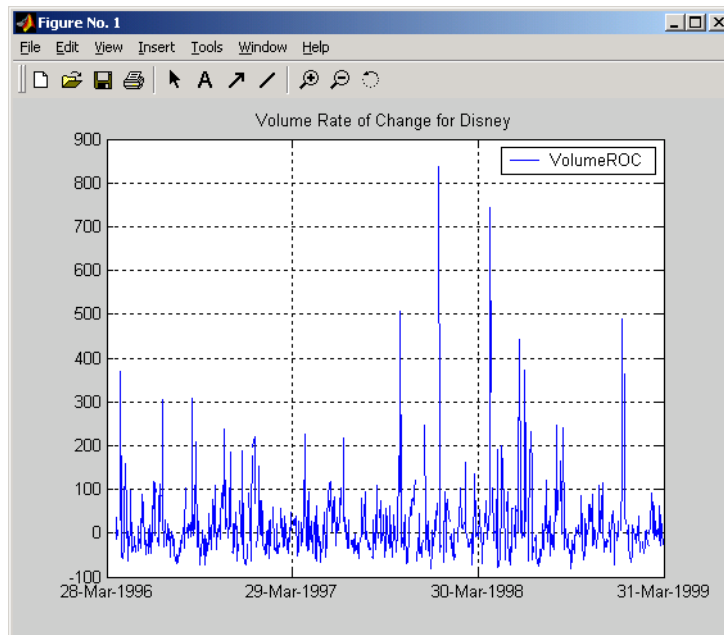 Figure No. 1
File Edit View Insert Tools Window Help
A
Volume Rate of Change for Disney
VolumeROC
900
800
700
600
500
400
300
200
100
0
-100
28-Mar-1996 29-Mar-1997 30-Mar-1998 31-Mar-1999